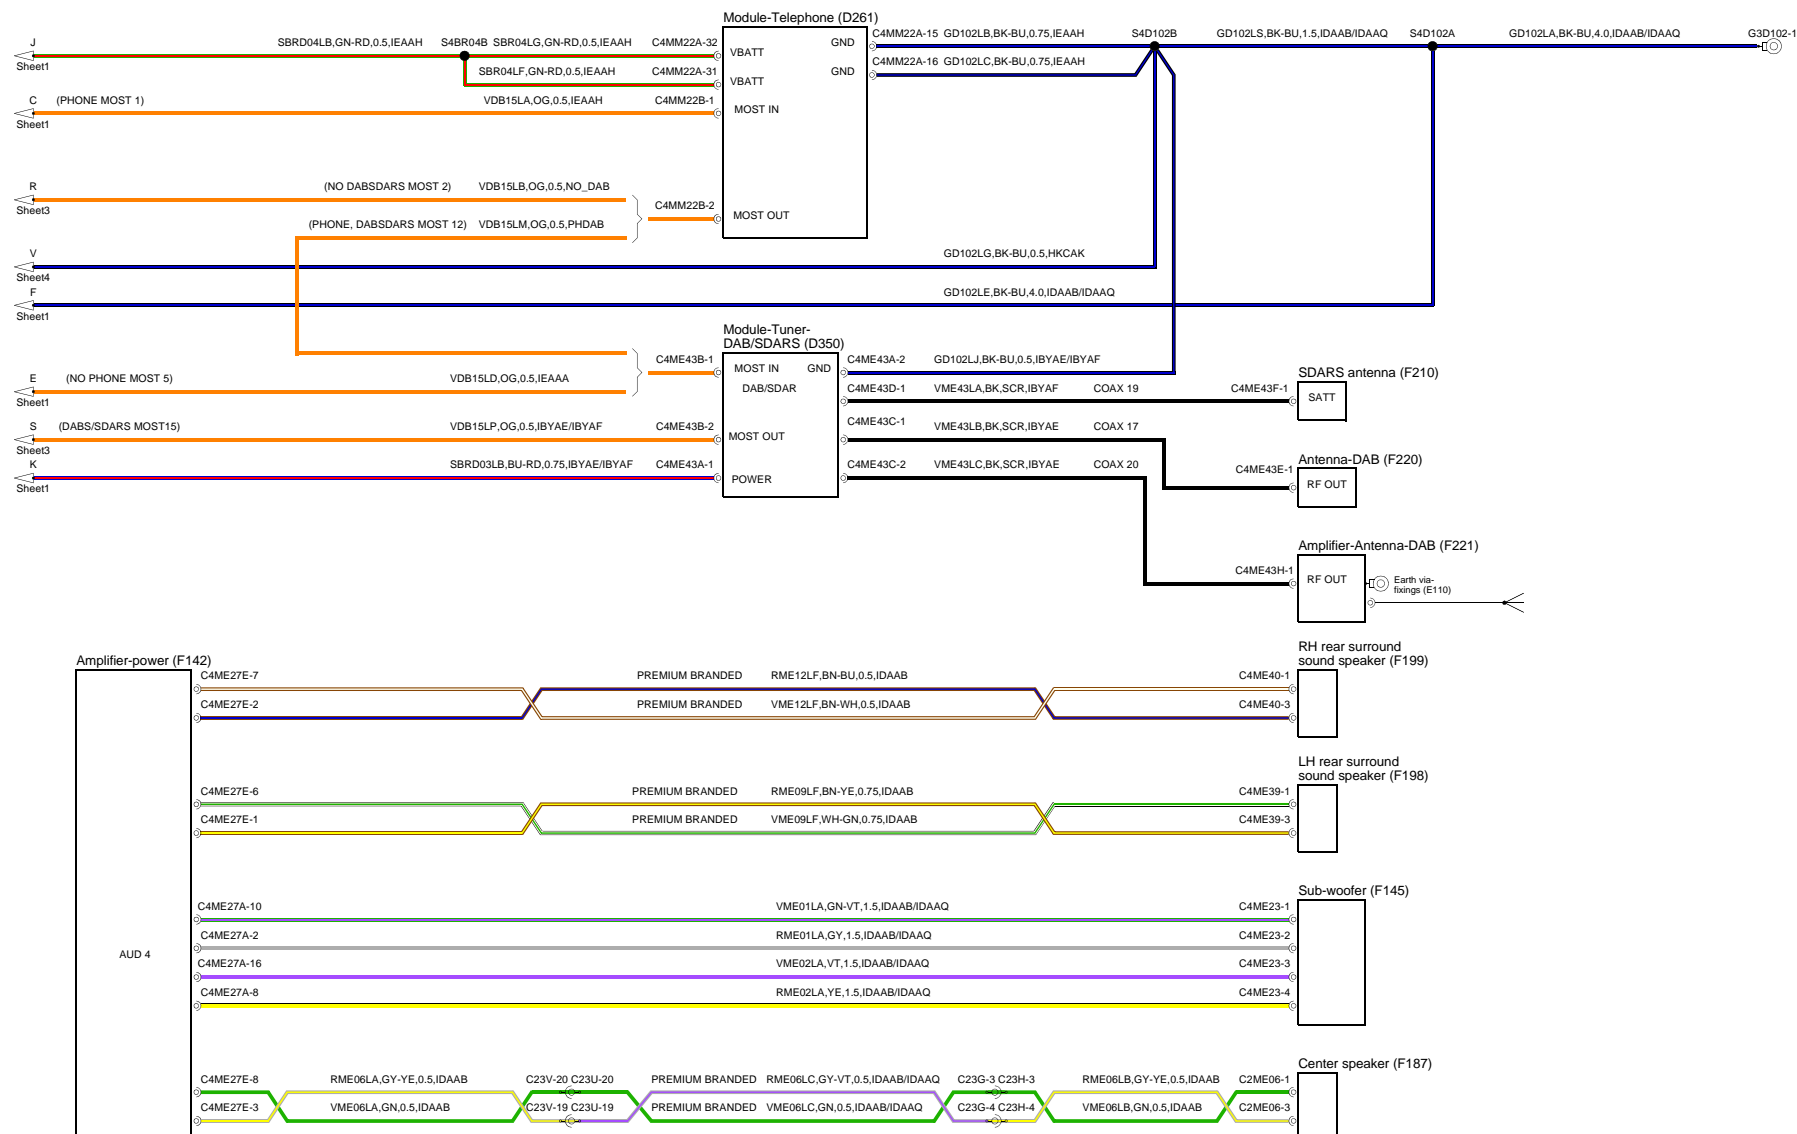 Module-Telephone (D261)
J
SBRD04LB,GN-RD,0.5,IEAAH
S4BR04B
SBR04LG,GN-RD,0.5,IEAAH
C4MM22A-32
VBATT
GND
C4MM22A-15
GD102LB,BK-BU,0.75,IEAAH
S4D102B
GD102LS,BK-BU,1.5,IDAAB/IDAAQ
S4D102A
GD102LA,BK-BU,4.0,IDAAB/IDAAQ
G3D102-1
Sheet1
SBR04LF,GN-RD,0.5,IEAAH
C4MM22A-31
VBATT
GND
C4MM22A-16
GD102LC,BK-BU,0.75,IEAAH
C
(PHONE MOST 1)
VDB15LA,OG,0.5,IEAAH
C4MM22B-1
MOST IN
Sheet1
R
(NO DABSDARS MOST 2)
VDB15LB,OG,0.5,NO_DAB
Sheet3
C4MM22B-2
MOST OUT
(PHONE, DABSDARS MOST 12)
VDB15LM,OG,0.5,PHDAB
V
GD102LG,BK-BU,0.5,HKCAK
Sheet4
F
GD102LE,BK-BU,4.0,IDAAB/IDAAQ
Sheet1
Module-Tuner-
DAB/SDARS (D350)
C4ME43B-1
MOST IN
GND
C4ME43A-2
GD102LJ,BK-BU,0.5,IBYAE/IBYAF
E
(NO PHONE MOST 5)
VDB15LD,OG,0.5,IEAAA
Sheet1
DAB/SDAR
C4ME43D-1
VME43LA,BK,SCR,IBYAF
COAX 19
C4ME43F-1
SDARS antenna (F210)
SATT
S
(DABS/SDARS MOST15)
VDB15LP,OG,0.5,IBYAE/IBYAF
C4ME43B-2
MOST OUT
C4ME43C-1
VME43LB,BK,SCR,IBYAE
COAX 17
Sheet3
K
SBRD03LB,BU-RD,0.75,IBYAE/IBYAF
C4ME43A-1
POWER
C4ME43C-2
VME43LC,BK,SCR,IBYAE
COAX 20
Sheet1
Antenna-DAB (F220)
C4ME43E-1
RF OUT
Amplifier-Antenna-DAB (F221)
C4ME43H-1
RF OUT
Earth via-
fixings (E110)
Amplifier-power (F142)
RH rear surround
sound speaker (F199)
C4ME27E-7
PREMIUM BRANDED
RME12LF,BN-BU,0.5,IDAAB
C4ME40-1
C4ME27E-2
PREMIUM BRANDED
VME12LF,BN-WH,0.5,IDAAB
C4ME40-3
LH rear surround
sound speaker (F198)
C4ME27E-6
PREMIUM BRANDED
RME09LF,BN-YE,0.75,IDAAB
C4ME39-1
C4ME27E-1
PREMIUM BRANDED
VME09LF,WH-GN,0.75,IDAAB
C4ME39-3
Sub-woofer (F145)
C4ME27A-10
VME01LA,GN-VT,1.5,IDAAB/IDAAQ
C4ME23-1
C4ME27A-2
RME01LA,GY,1.5,IDAAB/IDAAQ
C4ME23-2
AUD 4
C4ME27A-16
VME02LA,VT,1.5,IDAAB/IDAAQ
C4ME23-3
C4ME27A-8
RME02LA,YE,1.5,IDAAB/IDAAQ
C4ME23-4
Center speaker (F187)
C4ME27E-8
RME06LA,GY-YE,0.5,IDAAB
C23V-20 C23U-20
PREMIUM BRANDED
RME06LC,GY-VT,0.5,IDAAB/IDAAQ
C23G-3 C23H-3
RME06LB,GY-YE,0.5,IDAAB
C2ME06-1
C4ME27E-3
VME06LA,GN,0.5,IDAAB
C23V-19 C23U-19
PREMIUM BRANDED
VME06LC,GN,0.5,IDAAB/IDAAQ
C23G-4 C23H-4
VME06LB,GN,0.5,IDAAB
C2ME06-3